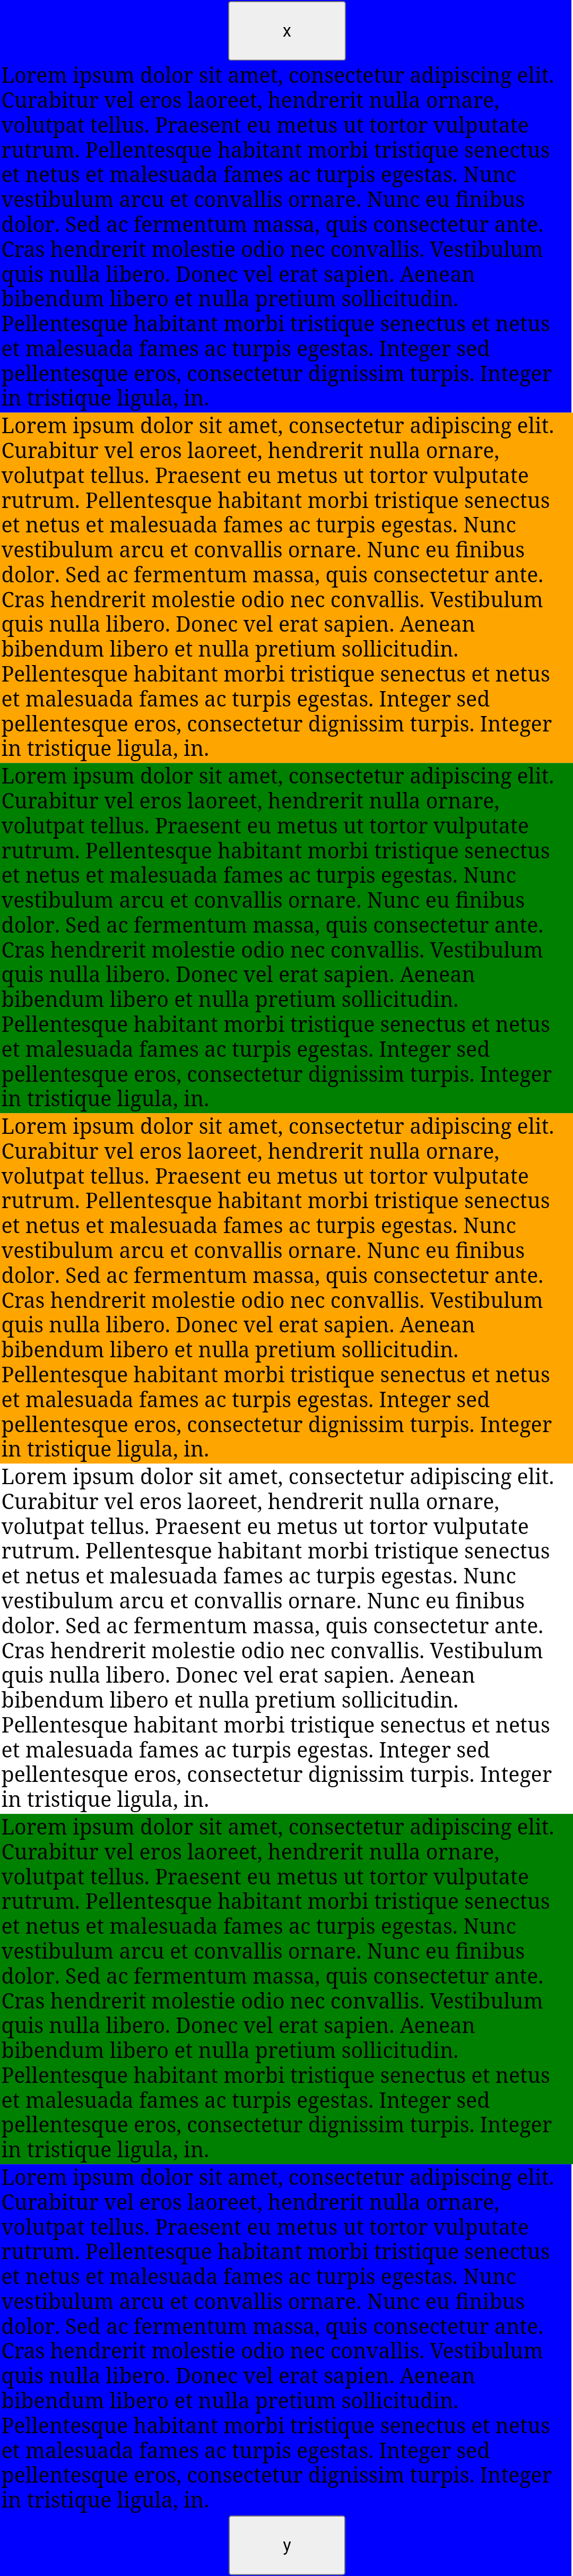 x
Lorem ipsum dolor sit amet, consectetur adipiscing elit.
Curabitur vel eros laoreet, hendrerit nulla ornare,
volutpat tellus. Praesent eu metus ut tortor vulputate
rutrum. Pellentesque habitant morbi tristique senectus
et netus et malesuada fames ac turpis egestas. Nunc
vestibulum arcu et convallis ornare. Nunc eu finibus
dolor. Sed ac fermentum massa, quis consectetur ante.
Cras hendrerit molestie odio nec convallis. Vestibulum
quis nulla libero. Donec vel erat sapien. Aenean
bibendum libero et nulla pretium sollicitudin.
Pellentesque habitant morbi tristique senectus et netus
et malesuada fames ac turpis egestas. Integer sed
pellentesque eros, consectetur dignissim turpis. Integer
in tristique ligula, in.
Lorem ipsum dolor sit amet, consectetur adipiscing elit.
Curabitur vel eros laoreet, hendrerit nulla ornare,
volutpat tellus. Praesent eu metus ut tortor vulputate
rutrum. Pellentesque habitant morbi tristique senectus
et netus et malesuada fames ac turpis egestas. Nunc
vestibulum arcu et convallis ornare. Nunc eu finibus
dolor. Sed ac fermentum massa, quis consectetur ante.
Cras hendrerit molestie odio nec convallis. Vestibulum
quis nulla libero. Donec vel erat sapien. Aenean
bibendum libero et nulla pretium sollicitudin.
Pellentesque habitant morbi tristique senectus et netus
et malesuada fames ac turpis egestas. Integer sed
pellentesque eros, consectetur dignissim turpis. Integer
in tristique ligula, in.
Lorem ipsum dolor sit amet, consectetur adipiscing elit.
Curabitur vel eros laoreet, hendrerit nulla ornare,
volutpat tellus. Praesent eu metus ut tortor vulputate
rutrum. Pellentesque habitant morbi tristique senectus
et netus et malesuada fames ac turpis egestas. Nunc
vestibulum arcu et convallis ornare. Nunc eu finibus
dolor. Sed ac fermentum massa, quis consectetur ante.
Cras hendrerit molestie odio nec convallis. Vestibulum
quis nulla libero. Donec vel erat sapien. Aenean
bibendum libero et nulla pretium sollicitudin.
Pellentesque habitant morbi tristique senectus et netus
et malesuada fames ac turpis egestas. Integer sed
pellentesque eros, consectetur dignissim turpis. Integer
in tristique ligula, in.
Lorem ipsum dolor sit amet, consectetur adipiscing elit.
Curabitur vel eros laoreet, hendrerit nulla ornare,
volutpat tellus. Praesent eu metus ut tortor vulputate
rutrum. Pellentesque habitant morbi tristique senectus
et netus et malesuada fames ac turpis egestas. Nunc
vestibulum arcu et convallis ornare. Nunc eu finibus
dolor. Sed ac fermentum massa, quis consectetur ante.
Cras hendrerit molestie odio nec convallis. Vestibulum
quis nulla libero. Donec vel erat sapien. Aenean
bibendum libero et nulla pretium sollicitudin.
Pellentesque habitant morbi tristique senectus et netus
et malesuada fames ac turpis egestas. Integer sed
pellentesque eros, consectetur dignissim turpis. Integer
in tristique ligula, in.
Lorem ipsum dolor sit amet, consectetur adipiscing elit.
Curabitur vel eros laoreet, hendrerit nulla ornare,
volutpat tellus. Praesent eu metus ut tortor vulputate
rutrum. Pellentesque habitant morbi tristique senectus
et netus et malesuada fames ac turpis egestas. Nunc
vestibulum arcu et convallis ornare. Nunc eu finibus
dolor. Sed ac fermentum massa, quis consectetur ante.
Cras hendrerit molestie odio nec convallis. Vestibulum
quis nulla libero. Donec vel erat sapien. Aenean
bibendum libero et nulla pretium sollicitudin.
Pellentesque habitant morbi tristique senectus et netus
et malesuada fames ac turpis egestas. Integer sed
pellentesque eros, consectetur dignissim turpis. Integer
in tristique ligula, in.
Lorem ipsum dolor sit amet, consectetur adipiscing elit.
Curabitur vel eros laoreet, hendrerit nulla ornare,
volutpat tellus. Praesent eu metus ut tortor vulputate
rutrum. Pellentesque habitant morbi tristique senectus
et netus et malesuada fames ac turpis egestas. Nunc
vestibulum arcu et convallis ornare. Nunc eu finibus
dolor. Sed ac fermentum massa, quis consectetur ante.
Cras hendrerit molestie odio nec convallis. Vestibulum
quis nulla libero. Donec vel erat sapien. Aenean
bibendum libero et nulla pretium sollicitudin.
Pellentesque habitant morbi tristique senectus et netus
et malesuada fames ac turpis egestas. Integer sed
pellentesque eros, consectetur dignissim turpis. Integer
in tristique ligula, in.
Lorem ipsum dolor sit amet, consectetur adipiscing elit.
Curabitur vel eros laoreet, hendrerit nulla ornare,
volutpat tellus. Praesent eu metus ut tortor vulputate
rutrum. Pellentesque habitant morbi tristique senectus
et netus et malesuada fames ac turpis egestas. Nunc
vestibulum arcu et convallis ornare. Nunc eu finibus
dolor. Sed ac fermentum massa, quis consectetur ante.
Cras hendrerit molestie odio nec convallis. Vestibulum
quis nulla libero. Donec vel erat sapien. Aenean
bibendum libero et nulla pretium sollicitudin.
Pellentesque habitant morbi tristique senectus et netus
et malesuada fames ac turpis egestas. Integer sed
pellentesque eros, consectetur dignissim turpis. Integer
in tristique ligula, in.
y